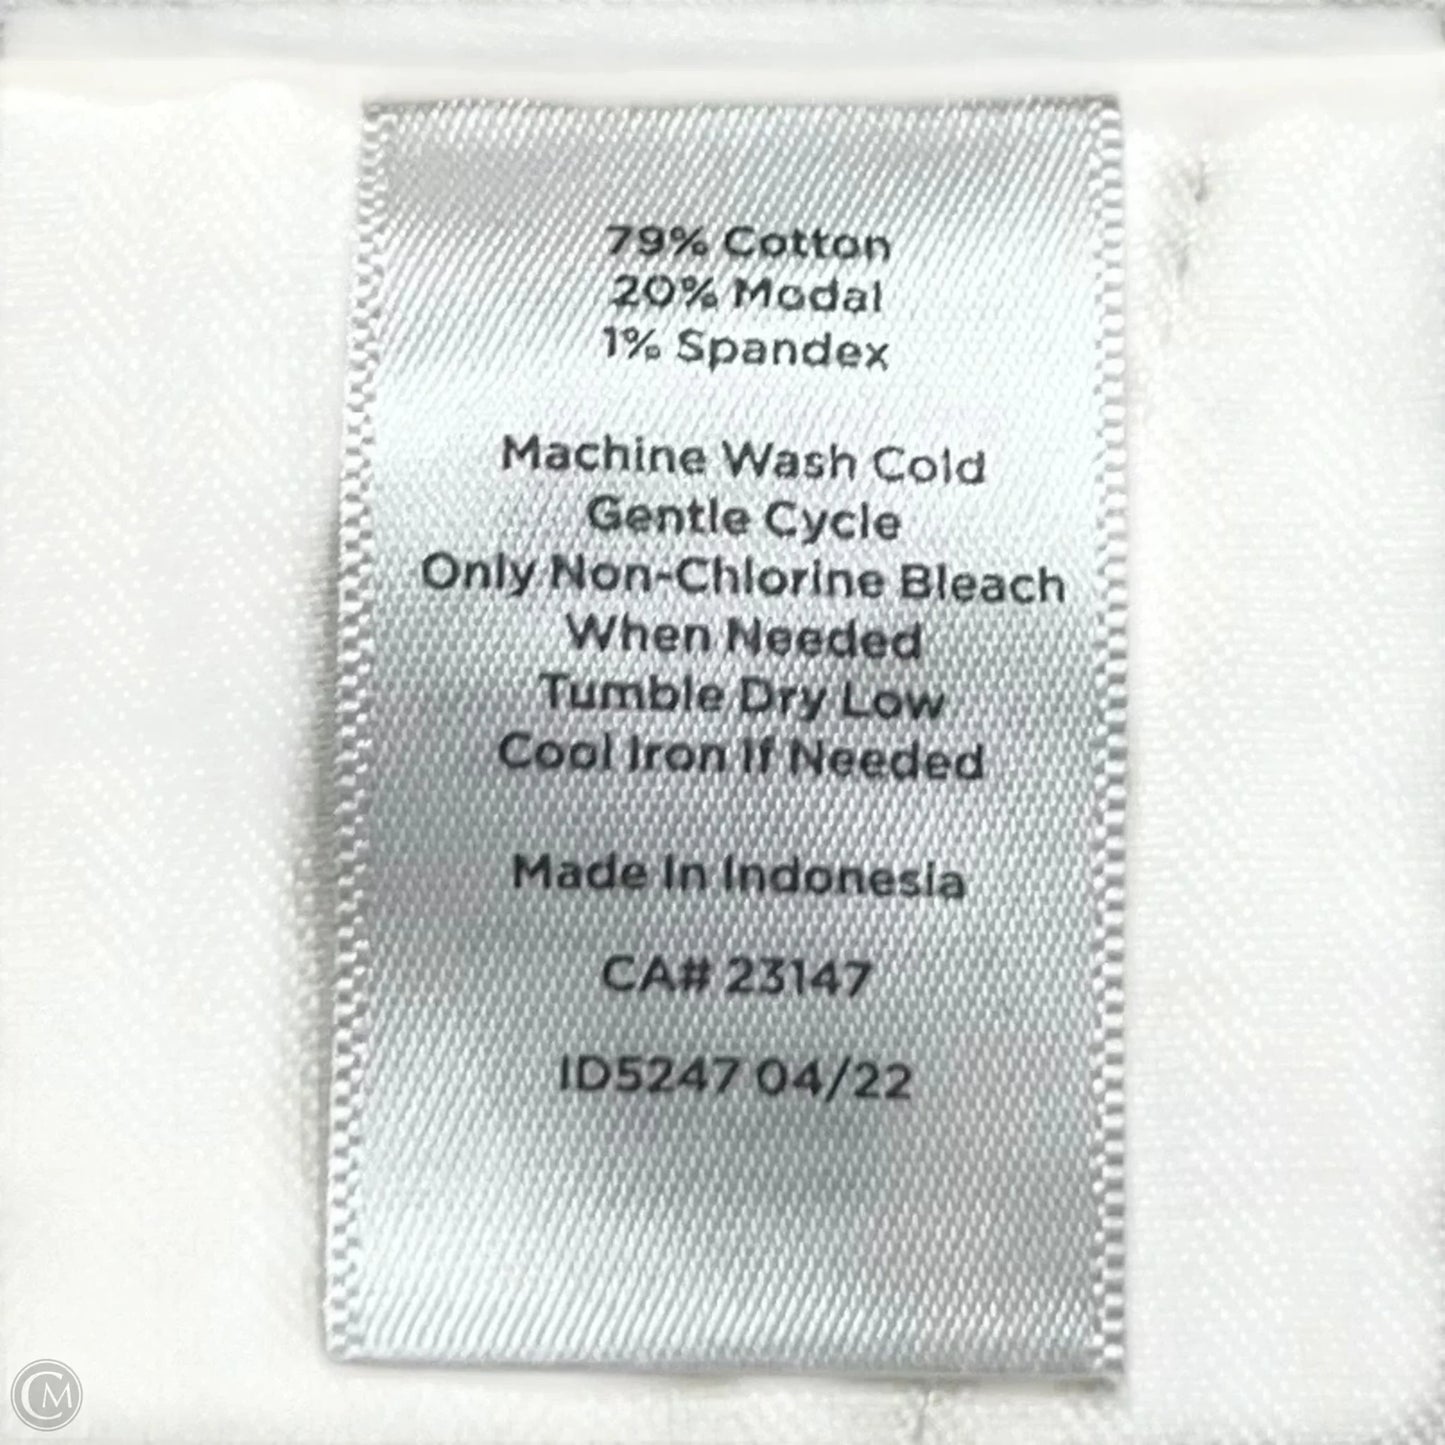 79% Cotton
20% Modal
1% Spandex
Machine Wash Cold
Gentle Cycle
Only Non-Chlorine Bleach
When Needed
Tumble Dry Low
Cool Iron If Needed
Made In Indonesia
CA# 23147
ID5247 04/22
CM